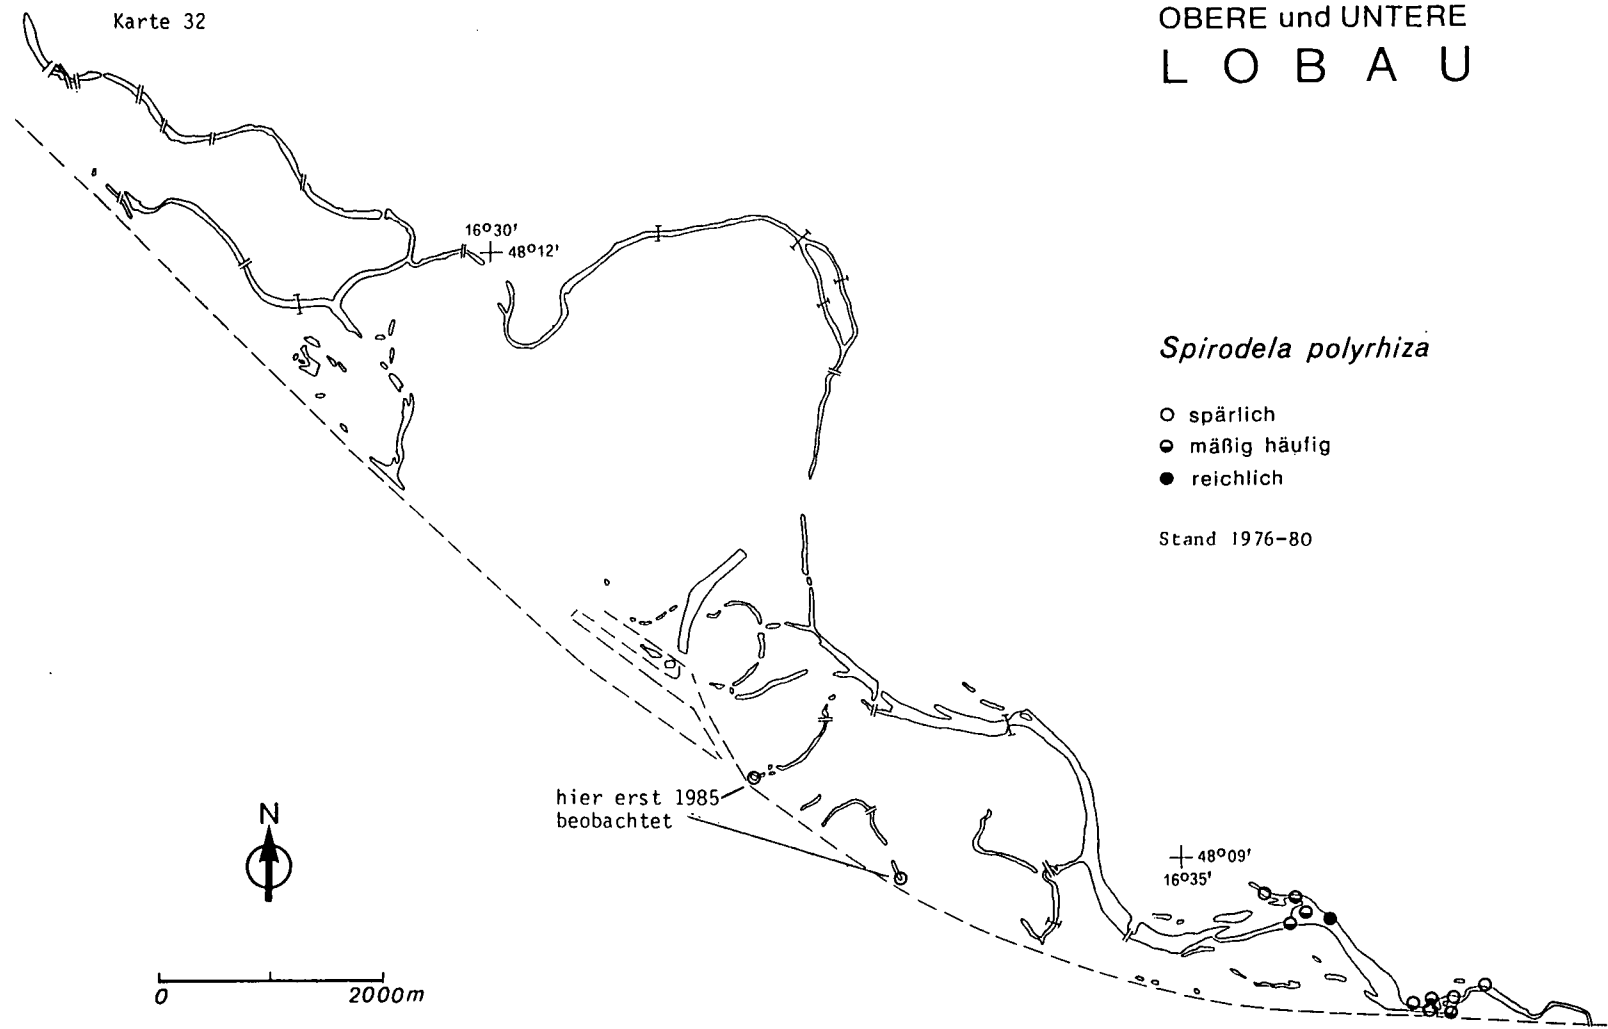 Karte 32
OBERE und UNTERE
LOBAU
16°30'
48°12'
Spirodela polyrhiza
spärlich
mäßig häufig
reichlich
Stand 1976-80
hier erst 1985
beobachtet
N
48°09'
16°35'
0 2000m